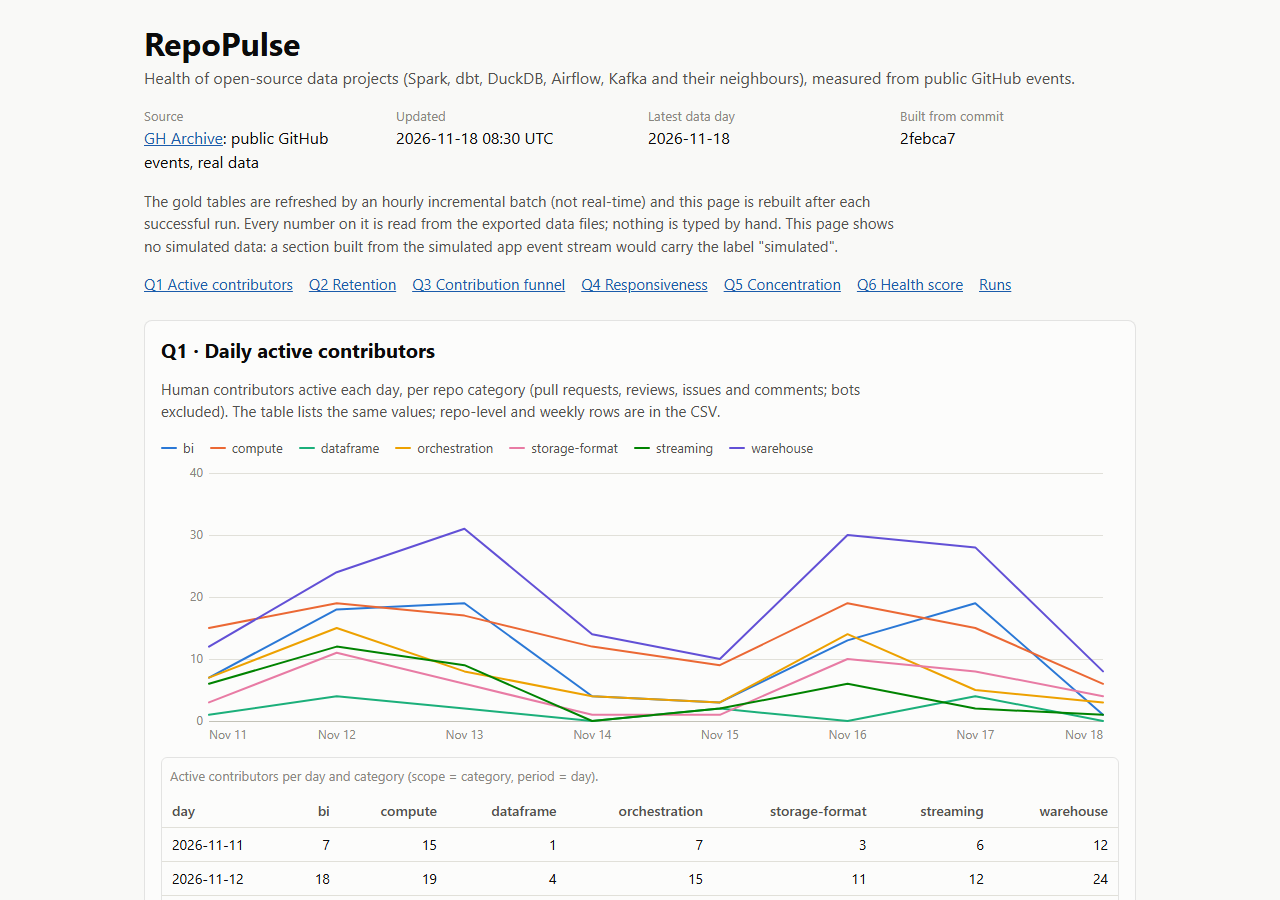 RepoPulse
Health of open-source data projects (Spark, dbt, DuckDB, Airflow, Kafka and their neighbours), measured from public GitHub events.
Source
GH Archive: public GitHub
events, real data
Updated
2026-11-18 08:30 UTC
Latest data day
2026-11-18
Built from commit
2febca7
The gold tables are refreshed by an hourly incremental batch (not real-time) and this page is rebuilt after each
successful run. Every number on it is read from the exported data files; nothing is typed by hand. This page shows
no simulated data: a section built from the simulated app event stream would carry the label "simulated".
Q1 Active contributors Q2 Retention Q3 Contribution funnel Q4 Responsiveness Q5 Concentration Q6 Health score Runs
Q1 · Daily active contributors
Human contributors active each day, per repo category (pull requests, reviews, issues and comments; bots
excluded). The table lists the same values; repo-level and weekly rows are in the CSV.
bi compute dataframe orchestration storage-format streaming warehouse
40
30
20
10
0
Nov 11 Nov 12 Nov 13 Nov 14 Nov 15 Nov 16 Nov 17 Nov 18
Active contributors per day and category (scope = category, period = day).
day bi compute dataframe orchestration storage-format streaming warehouse
2026-11-11 7 15 1 7 3 6 12
2026-11-12 18 19 4 15 11 12 24